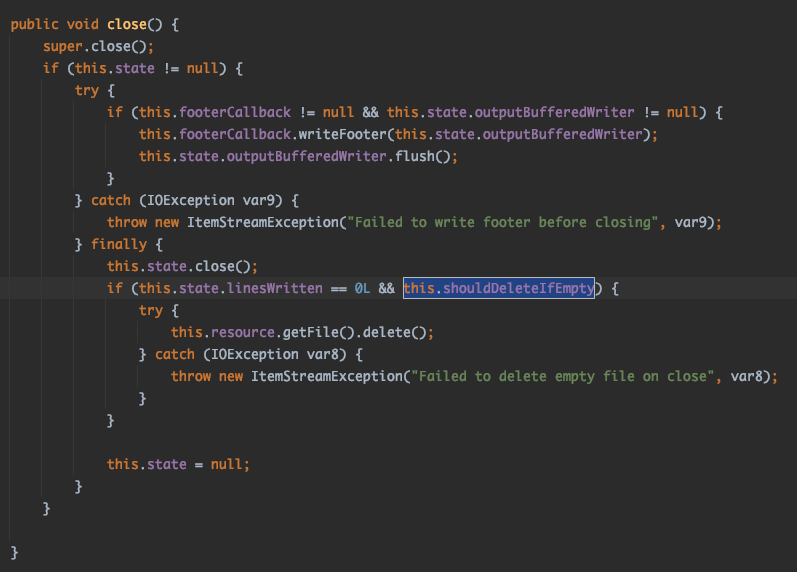 public void close() {
super.close();
if (this.state != null) {
try {
if (this.footerCallback != null && this.state.outputBufferedWriter != null) {
this.footerCallback.writeFooter(this.state.outputBufferedWriter);
this.state.outputBufferedWriter.flush();
}
} catch (IOException var9) {
throw new ItemStreamException("Failed to write footer before closing", var9);
} finally {
this.state.close();
if (this.state.linesWritten == 0L && this.shouldDeleteIfEmpty) {
try {
this.resource.getFile().delete();
} catch (IOException var8) {
throw new ItemStreamException("Failed to delete empty file on close", var8);
}
}
this.state = null;
}
}
}